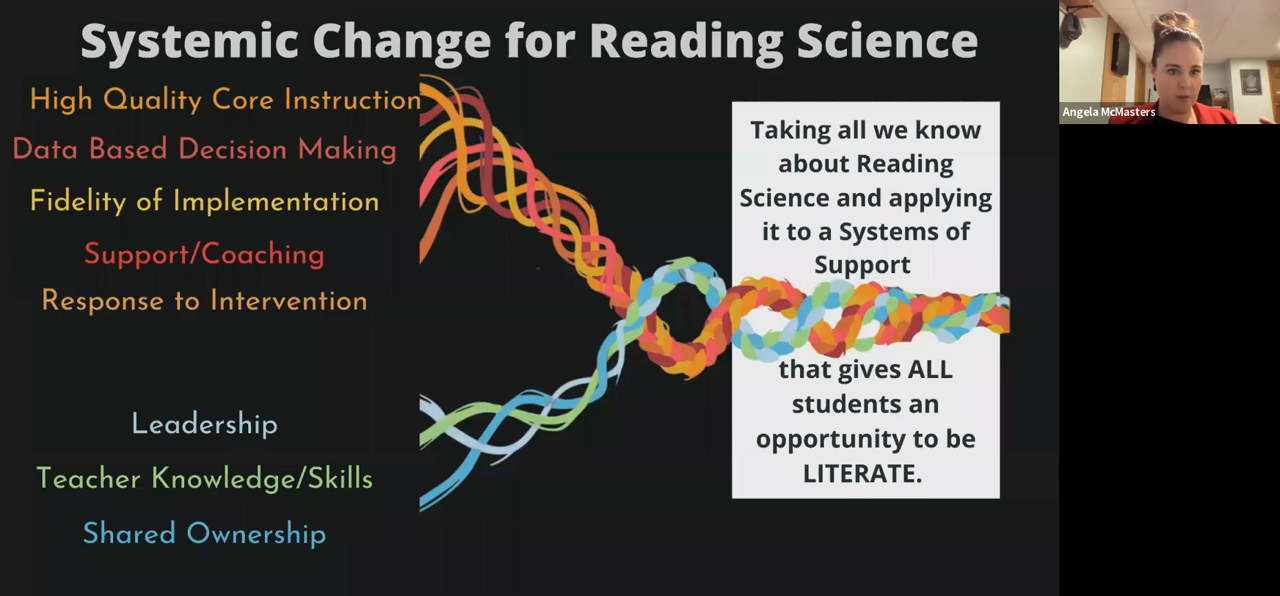 Systemic Change for Reading Science
High Quality Core Instruction
Data Based Decision Making
Fidelity of Implementation
Support/Coaching
Response to Intervention
Leadership
Teacher Knowledge/Skills
Shared Ownership
Taking all we know
about Reading
Science and applying
it to a Systems of
Support
that gives ALL
students an
opportunity to be
LITERATE.
Angela McMasters